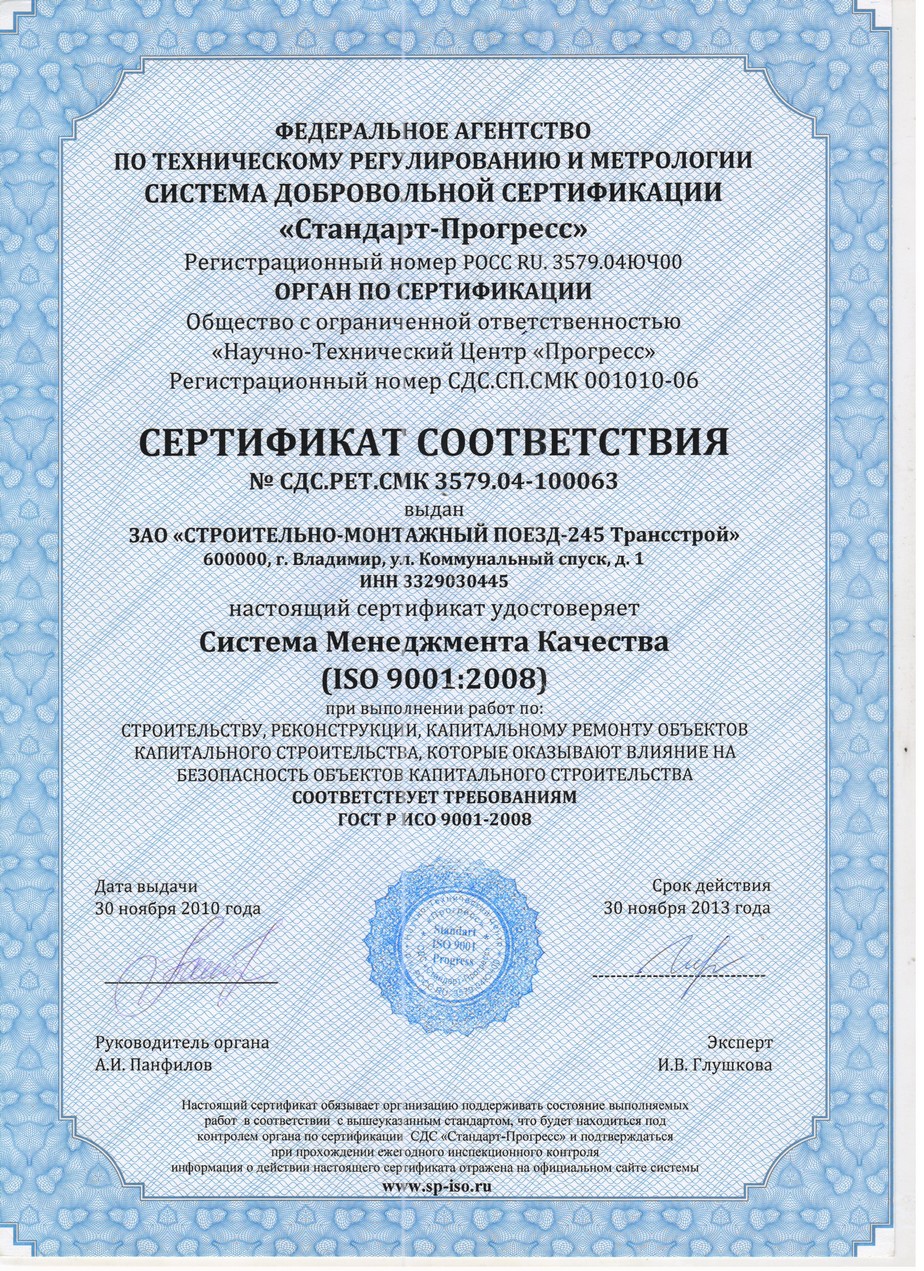 ФЕДЕРАЛЬНОЕ АГЕНТСТВО
ПО ТЕХНИЧЕСКОМУ РЕГУЛИРОВАНИЮ И МЕТРОЛОГИИ
СИСТЕМА ДОБРОВОЛЬНОЙ СЕРТИФИКАЦИИ
«Стандарт-Прогресс»
Регистрационный номер РОСС RU. 3579.04ЮЧ00
ОРГАН ПО СЕРТИФИКАЦИИ
Общество с ограниченной ответственностью
«Научно-Технический Центр «Прогресс»
Регистрационный номер СДС.СП.СМК 001010-06
СЕРТИФИКАТ СООТВЕТСТВИЯ
№ СДС.РЕТ.СМК 3579.04-100063
выдан
ЗАО «СТРОИТЕЛЬНО-МОНТАЖНЫЙ ПОЕЗД-245 Трансстрой»
600000, г. Владимир, ул. Коммунальный спуск, д. 1
ИНН 3329030445
настоящий сертификат удостоверяет
Система Менеджмента Качества
(ISO 9001:2008)
при выполнении работ по:
СТРОИТЕЛЬСТВУ, РЕКОНСТРУКЦИИ, КАПИТАЛЬНОМУ РЕМОНТУ ОБЪЕКТОВ
КАПИТАЛЬНОГО СТРОИТЕЛЬСТВА, КОТОРЫЕ ОКАЗЫВАЮТ ВЛИЯНИЕ НА
БЕЗОПАСНОСТЬ ОБЪЕКТОВ КАПИТАЛЬНОГО СТРОИТЕЛЬСТВА
СООТВЕТСТВУЕТ ТРЕБОВАНИЯМ
ГОСТ Р ИСО 9001-2008
Дата выдачи
30 ноября 2010 года
Срок действия
30 ноября 2013 года
Standart
ISO 9001
Progress
Руководитель органа
А.И. Панфилов
Эксперт
И.В. Глушкова
Настоящий сертификат обязывает организацию поддерживать состояние выполняемых
работ в соответствии с вышеуказанным стандартом, что будет находиться под
контролем органа по сертификации СДС «Стандарт-Прогресс» и подтверждаться
при прохождении ежегодного инспекционного контроля
информация о действии настоящего сертификата отражена на официальном сайте системы
www.sp-iso.ru